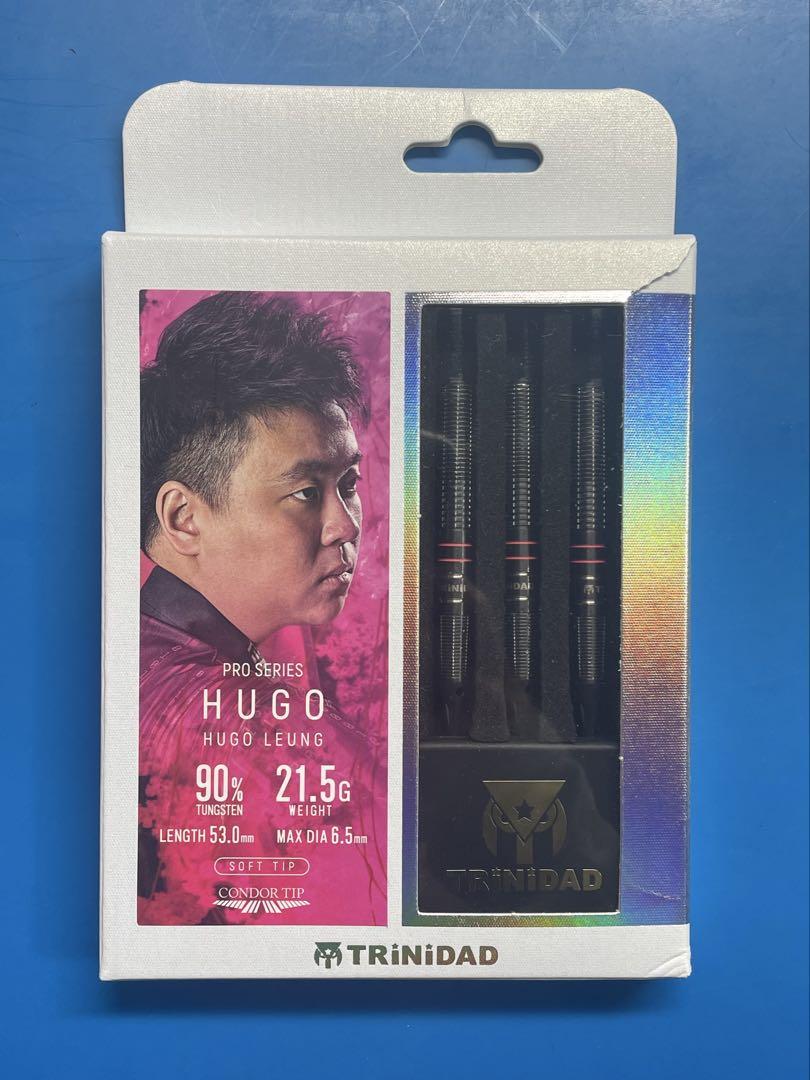 PRO SERIES
HUGO
HUGO LEUNG
90% 21.5G
TUNGSTEN WEIGHT
LENGTH 53.0mm MAX DIA 6.5mm
SOFT TIP
CONDOR TIP
TRiNiDAD
TRiNiDAD
TRiNiDAD